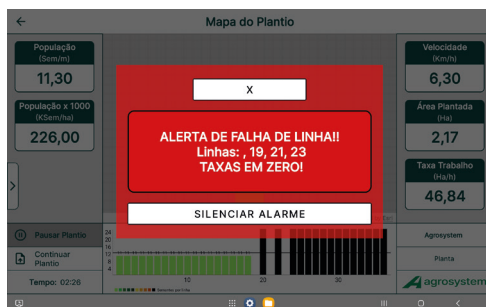 Mapa do Plantio
População
(Sem/m)
11,30
População x 1000
(KSem/ha)
226,00
X
ALERTA DE FALHA DE LINHA!!
Linhas: , 19, 21, 23
TAXAS EM ZERO!
SILENCIAR ALARME
Velocidade
(Km/h)
6,30
Área Plantada
(Ha)
2,17
Taxa Trabalho
(Ha/h)
46,84
Pausar Plantio
Continuar
Plantio
Tempo: 02:26
24
20
16
12
8
4
10
20
30
Agrosystem
Planta
agrosystem